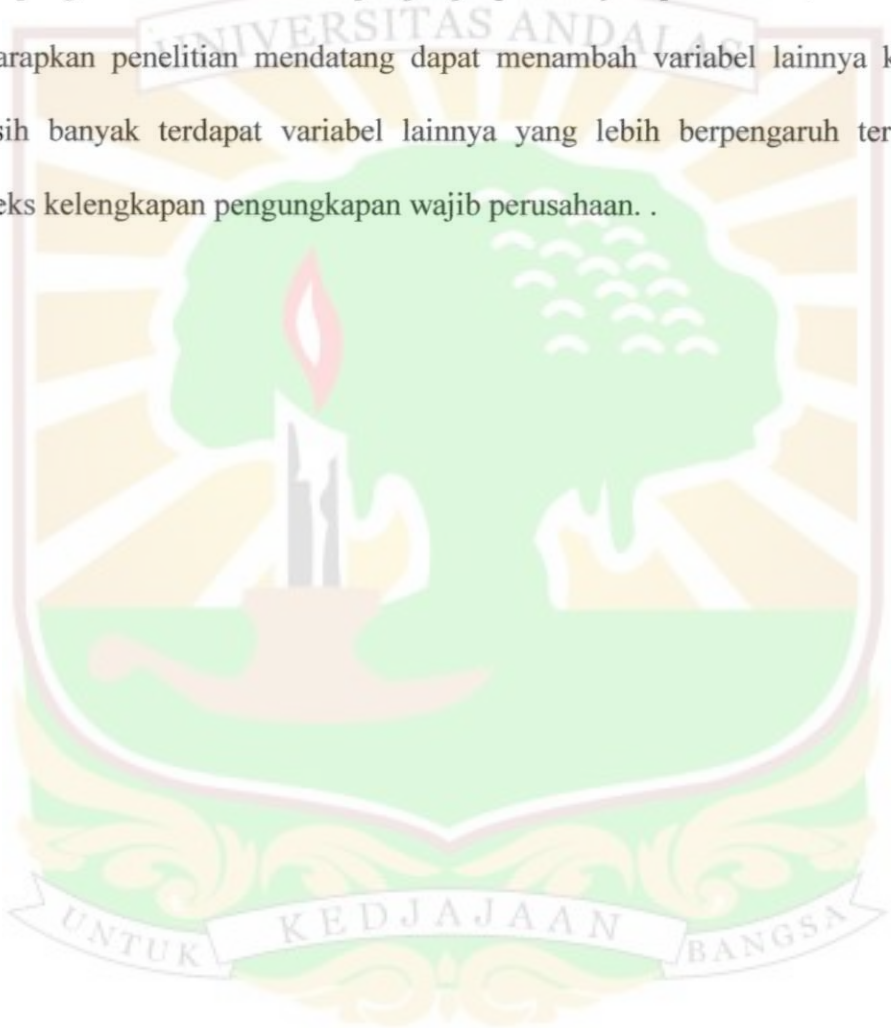 UNIVERSITAS ANDALAS
arapkan penelitian mendatang dapat menambah variabel lainnya k
sih banyak terdapat variabel lainnya yang lebih berpengaruh ter
eks kelengkapan pengungkapan wajib perusahaan. .
UNTUK KEDJAJAAN BANGSA